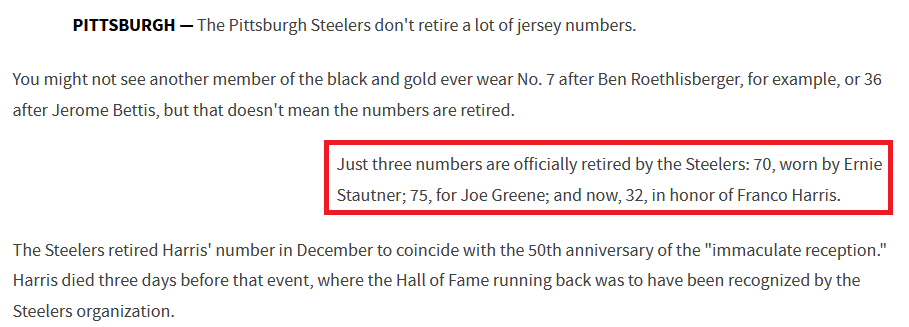 PITTSBURGH — The Pittsburgh Steelers don't retire a lot of jersey numbers.
You might not see another member of the black and gold ever wear No. 7 after Ben Roethlisberger, for example, or 36
after Jerome Bettis, but that doesn't mean the numbers are retired.
Just three numbers are officially retired by the Steelers: 70, worn by Ernie
Stautner; 75, for Joe Greene; and now, 32, in honor of Franco Harris.
The Steelers retired Harris' number in December to coincide with the 50th anniversary of the "immaculate reception."
Harris died three days before that event, where the Hall of Fame running back was to have been recognized by the
Steelers organization.